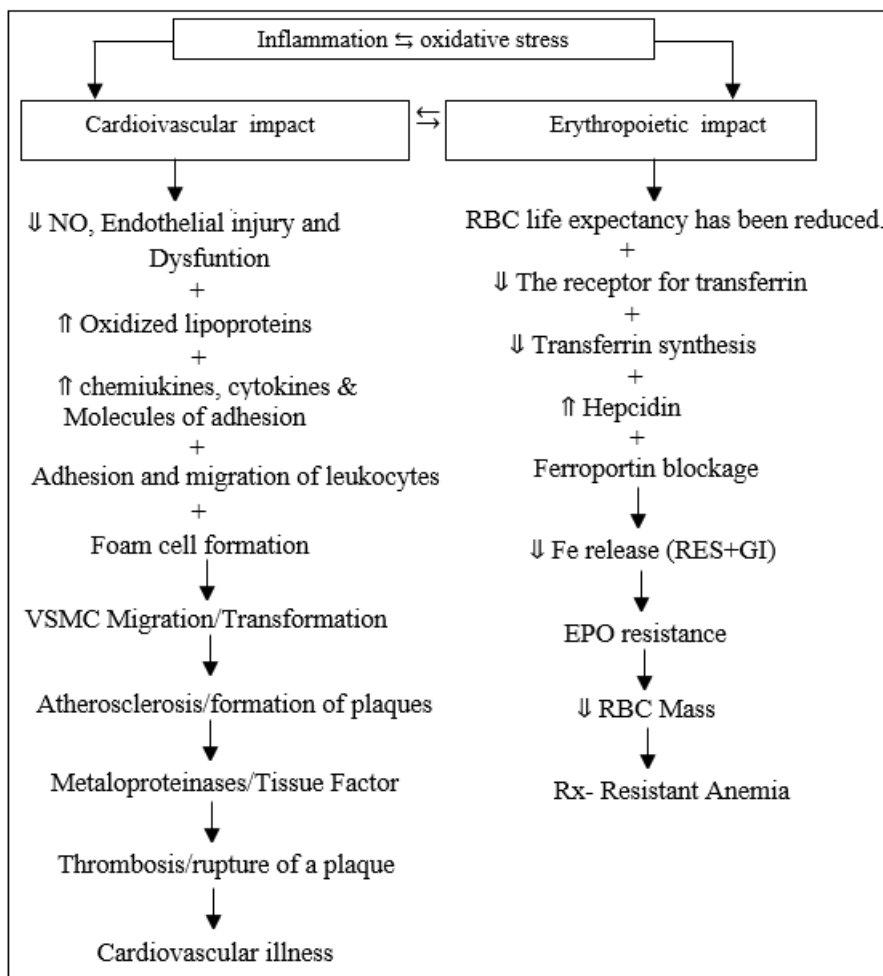 Inflammation ⇆ oxidative stress
Cardioivascular impact
⇆
Erythropoietic impact
⇓ NO, Endothelial injury and
Dysfuntion
+
⇑ Oxidized lipoproteins
+
⇑ chemiukines, cytokines &
Molecules of adhesion
+
Adhesion and migration of leukocytes
+
Foam cell formation
VSMC Migration/Transformation
Atherosclerosis/formation of plaques
Metaloproteinases/Tissue Factor
Thrombosis/rupture of a plaque
Cardiovascular illness
RBC life expectancy has been reduced.
+
⇓ The receptor for transferrin
+
⇓ Transferrin synthesis
+
⇑ Hepcidin
+
Ferroportin blockage
⇓ Fe release (RES+GI)
EPO resistance
⇓ RBC Mass
Rx- Resistant Anemia